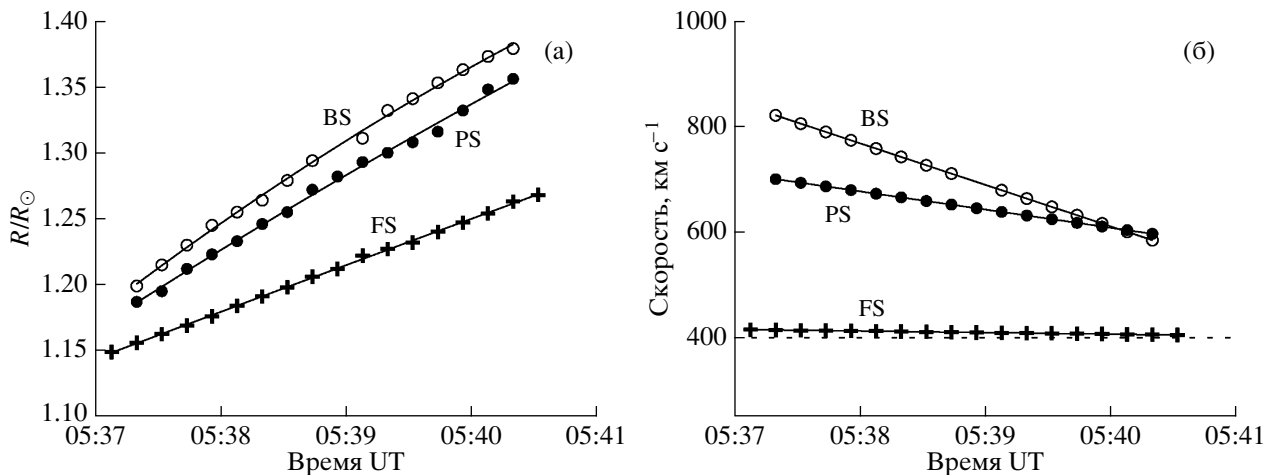 1.40
1.35
1.30
1.25
1.20
1.15
1.10
R/R⊙
(а)
BS
PS
FS
05:37 05:38 05:39 05:40 05:41
Время UT
1000
800
600
400
Скорость, км с⁻¹
(б)
BS
PS
FS
05:37 05:38 05:39 05:40 05:41
Время UT